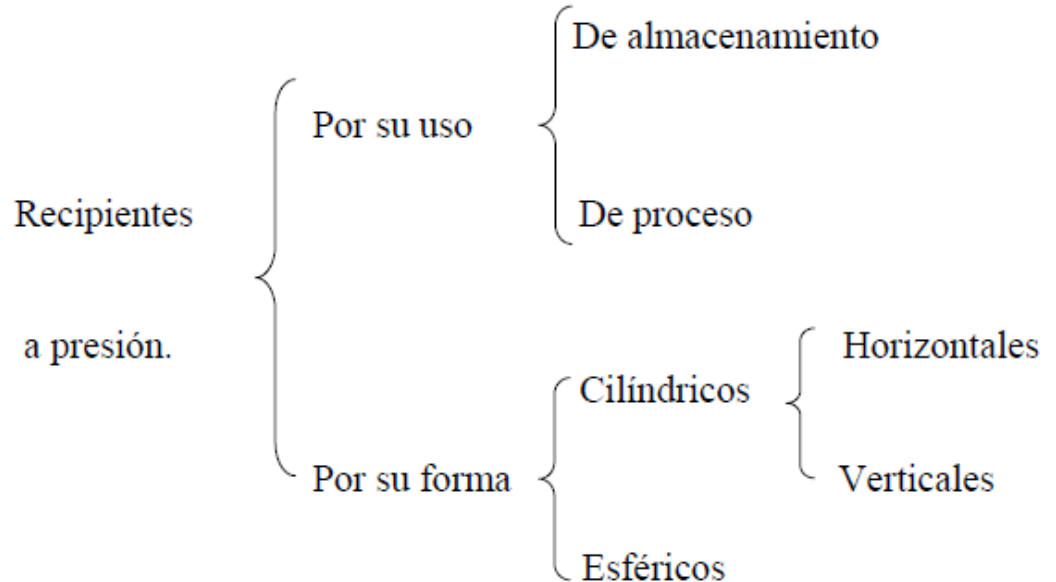 De almacenamiento
Por su uso
Recipientes
De proceso
a presión.
Horizontales
Cilíndricos
Por su forma
Verticales
Esféricos